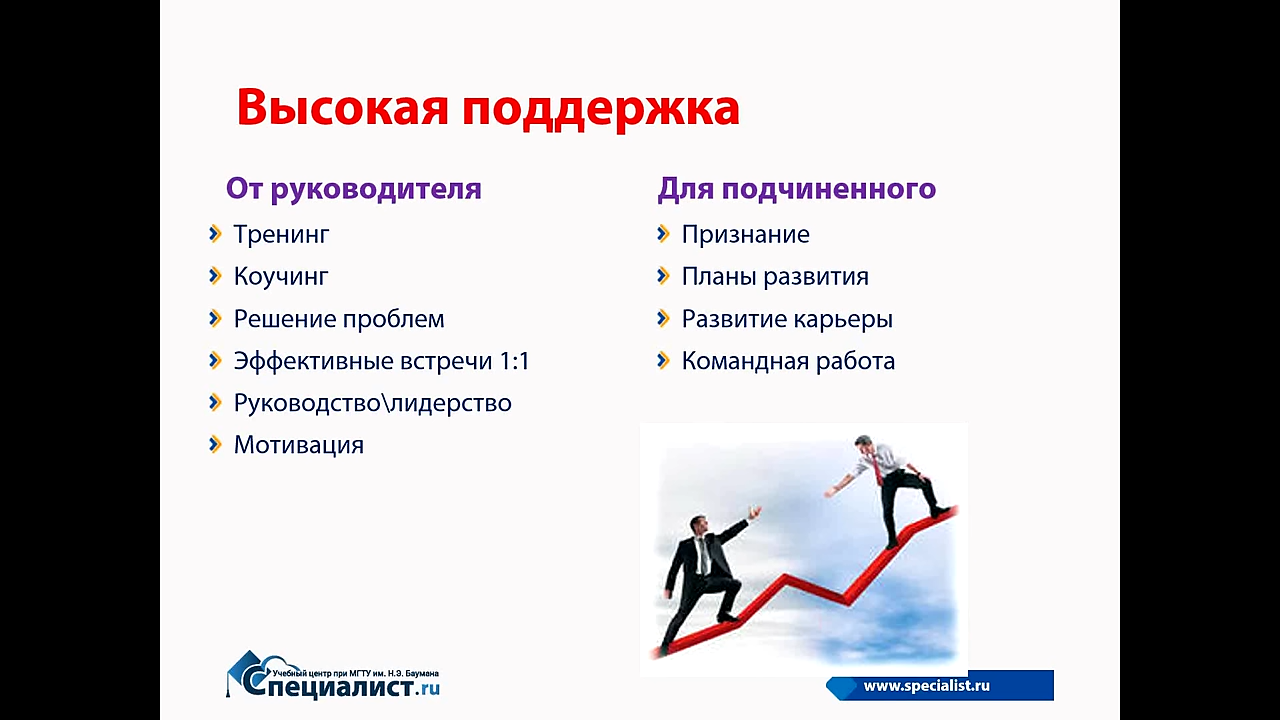 Высокая поддержка
От руководителя
Тренинг
Коучинг
Решение проблем
Эффективные встречи 1:1
Руководство\лидерство
Мотивация
Для подчиненного
Признание
Планы развития
Развитие карьеры
Командная работа
Учебный центр при МГТУ им. Н.Э. Баумана
Специалист.ru
www.specialist.ru